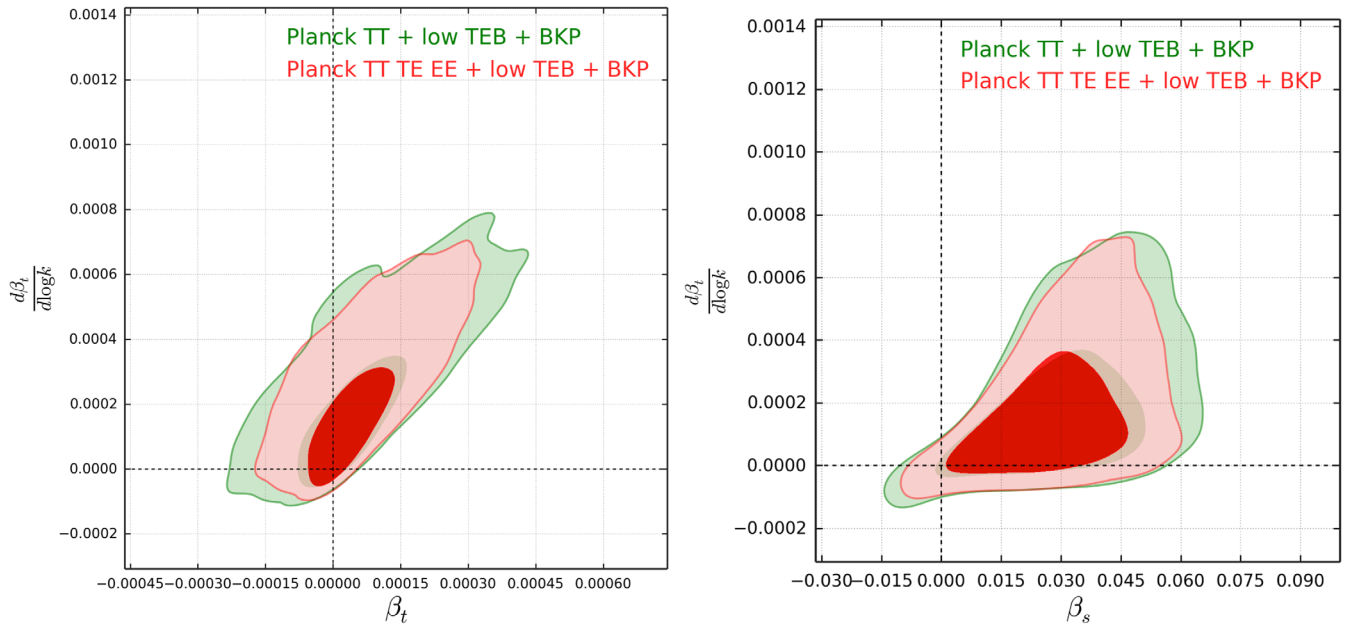 Planck TT + low TEB + BKP
Planck TT TE EE + low TEB + BKP
0.0014
0.0012
0.0010
0.0008
0.0006
0.0004
0.0002
0.0000
−0.0002
dβ_t
dlogk
−0.00045 −0.00030 −0.00015 0.00000 0.00015 0.00030 0.00045 0.00060
β_t
Planck TT + low TEB + BKP
Planck TT TE EE + low TEB + BKP
0.0014
0.0012
0.0010
0.0008
0.0006
0.0004
0.0002
0.0000
−0.0002
dβ_t
dlogk
−0.030 −0.015 0.000 0.015 0.030 0.045 0.060 0.075 0.090
β_s